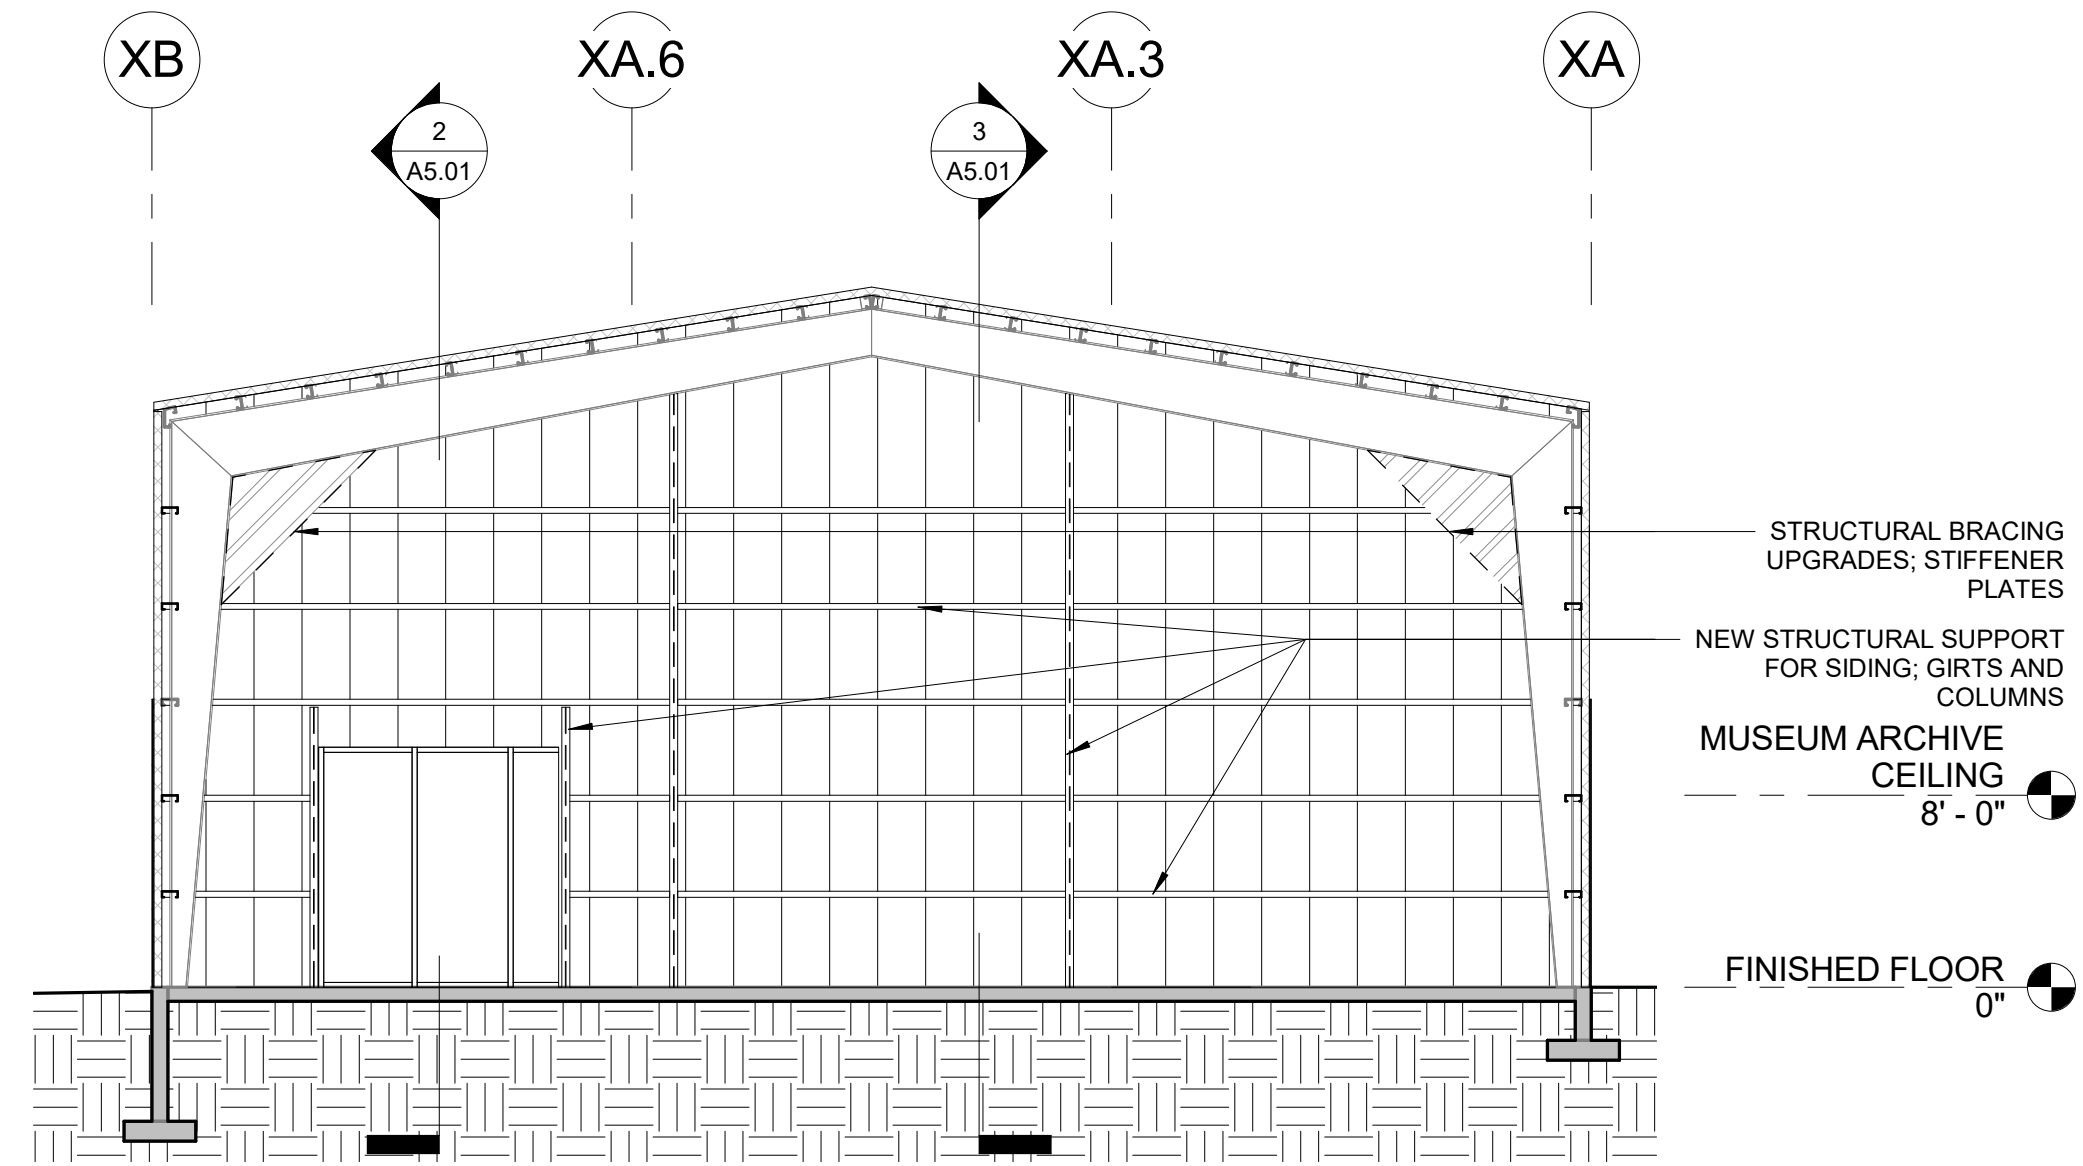 XB
XA.6
XA.3
XA
2
A5.01
3
A5.01
STRUCTURAL BRACING
UPGRADES; STIFFENER
PLATES
NEW STRUCTURAL SUPPORT
FOR SIDING; GIRTS AND
COLUMNS
MUSEUM ARCHIVE
CEILING
8' - 0"
FINISHED FLOOR
0"